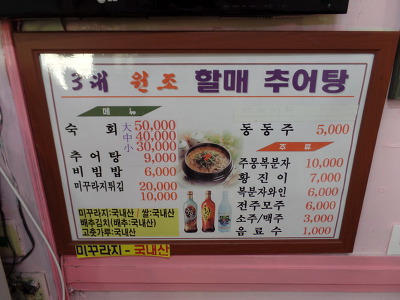 3대 원조 할매 추어탕
메뉴
숙 회 大 50,000
中 40,000
小 30,000
추어탕 9,000
비빔밥 6,000
미꾸라지튀김 20,000
10,000
미꾸라지:국내산 / 쌀:국내산
배추김치(배추:국내산)
고춧가루:국내산
미꾸라지 - 국내산
동동주 5,000
주류
주몽복분자 10,000
황진이 7,000
복분자와인 6,000
전주모주 6,000
소주/맥주 3,000
음료수 1,000